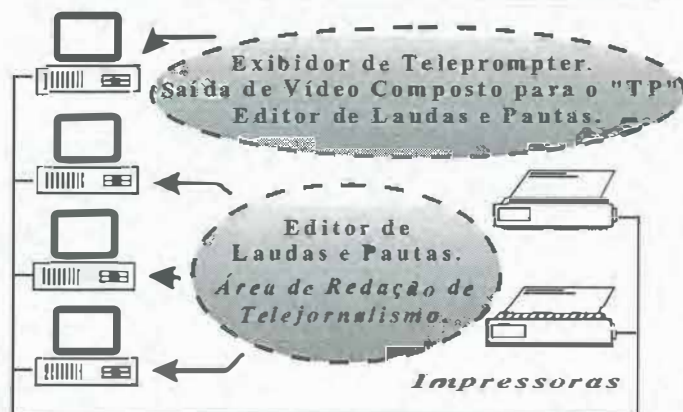 Exibidor de Teleprompter.
Saída de Vídeo Composto para o "TP"
Editor de Laudas e Pautas.
Editor de
Laudas e Pautas.
Área de Redação de
Telejornalismo.
Impressoras